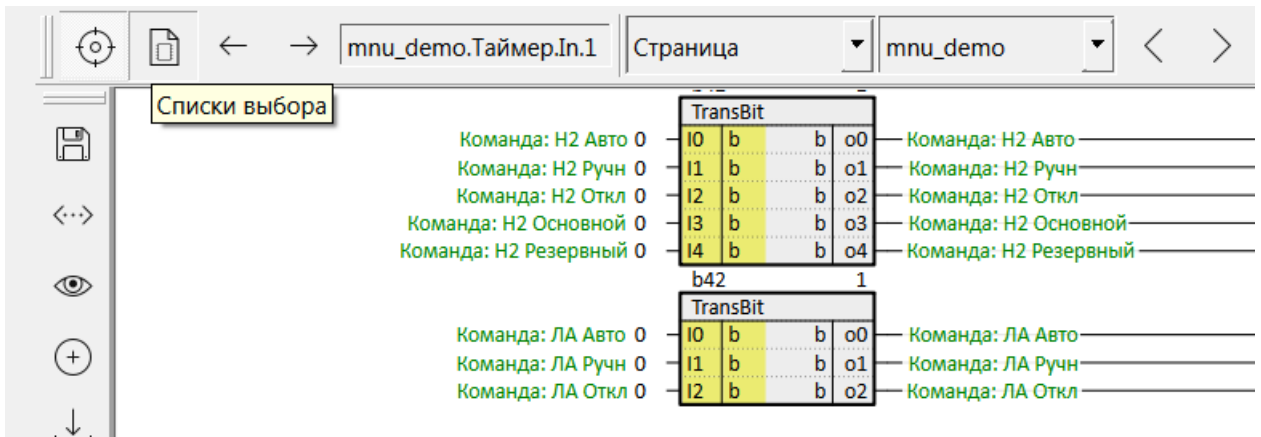 mnu_demo.Таймер.In.1 Страница mnu_demo
Списки выбора
TransBit
Команда: Н2 Авто 0 I0 b b o0 Команда: Н2 Авто
Команда: Н2 Ручн 0 I1 b b o1 Команда: Н2 Ручн
Команда: Н2 Откл 0 I2 b b o2 Команда: Н2 Откл
Команда: Н2 Основной 0 I3 b b o3 Команда: Н2 Основной
Команда: Н2 Резервный 0 I4 b b o4 Команда: Н2 Резервный
b42 1
TransBit
Команда: ЛА Авто 0 I0 b b o0 Команда: ЛА Авто
Команда: ЛА Ручн 0 I1 b b o1 Команда: ЛА Ручн
Команда: ЛА Откл 0 I2 b b o2 Команда: ЛА Откл